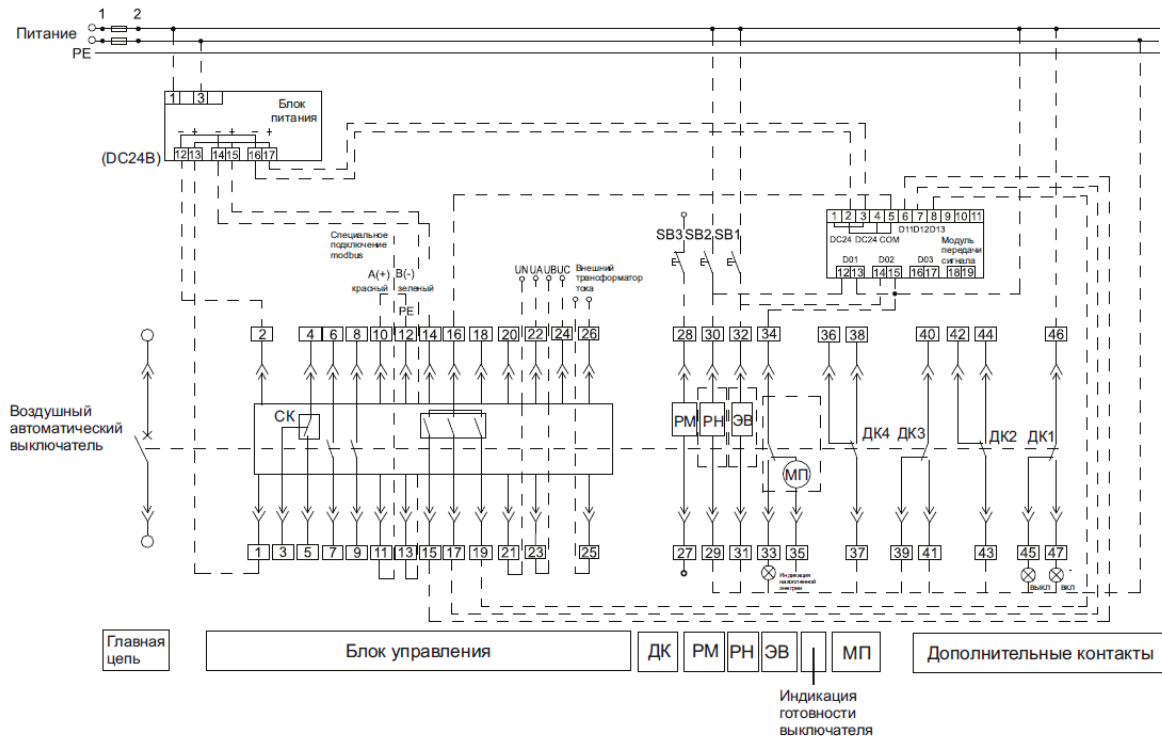 1 2
Питание
PE
1 3
Блок
питания
- + - + - +
12 13 14 15 16 17
(DC24В)
1 2 3 4 5 6 7 8 9 10 11
D11 D12 D13
DC24 DC24 COM
Модуль
передачи
сигнала
D01 D02 D03
12 13 14 15 16 17 18 19
SB3 SB2 SB1
Специальное
подключение
modbus
A(+) B(-)
красный зеленый
PE
UN UA UB UC
Внешний
трансформатор
тока
2 4 6 8 10 12 14 16 18 20 22 24 26 28 30 32 34 36 38 40 42 44 46
Воздушный
автоматический
выключатель
СК
РМ РН ЭВ
МП
ДК4 ДК3 ДК2 ДК1
1 3 5 7 9 11 13 15 17 19 21 23 25 27 29 31 33 35 37 39 41 43 45 47
Индикация
накопленной
энергии
ВЫКЛ ВКЛ
Главная
цепь
Блок управления
ДК РМ РН ЭВ МП
Дополнительные контакты
Индикация
готовности
выключателя